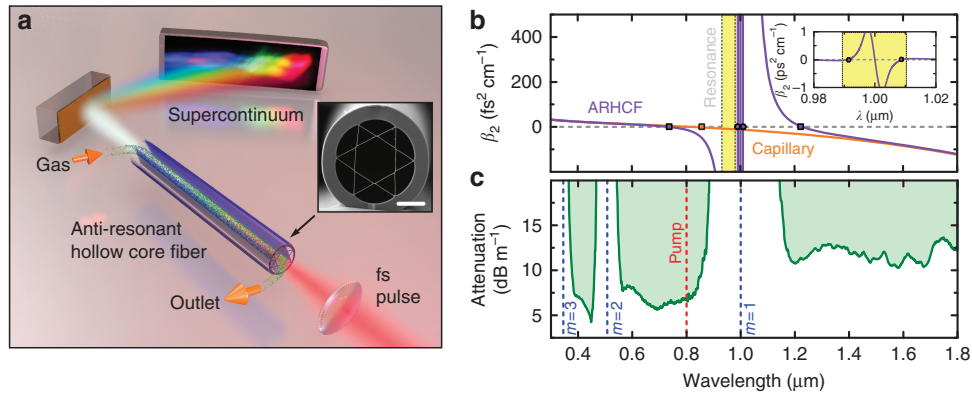 a
Supercontinuum
Gas
Anti-resonant
hollow core fiber
Outlet
fs
pulse
b
β₂ (fs² cm⁻¹)
400
200
0
ARHCF
Resonance
Capillary
β₂ (ps² cm⁻¹)
1
0
−1
0.98 1.00 1.02
λ (μm)
c
Attenuation
(dB m⁻¹)
20
15
10
5
m=3
m=2
Pump
m=1
0.4 0.6 0.8 1.0 1.2 1.4 1.6 1.8
Wavelength (μm)